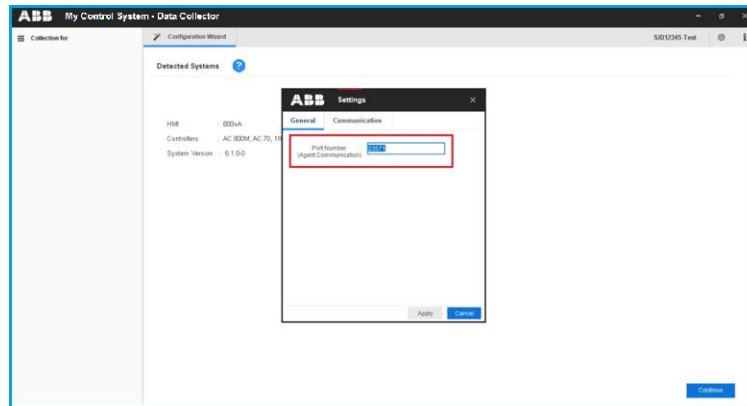 ABB My Control System - Data Collector
Collection for
Configuration Wizard
SID12345-Test
Detected Systems
?
HMI : 800xA
Controllers : AC 800M, AC 70, 11
System Version : 6.1.0-0
ABB Settings
General Communication
Port Number :
(Agent Communication)
Apply Cancel
Continue